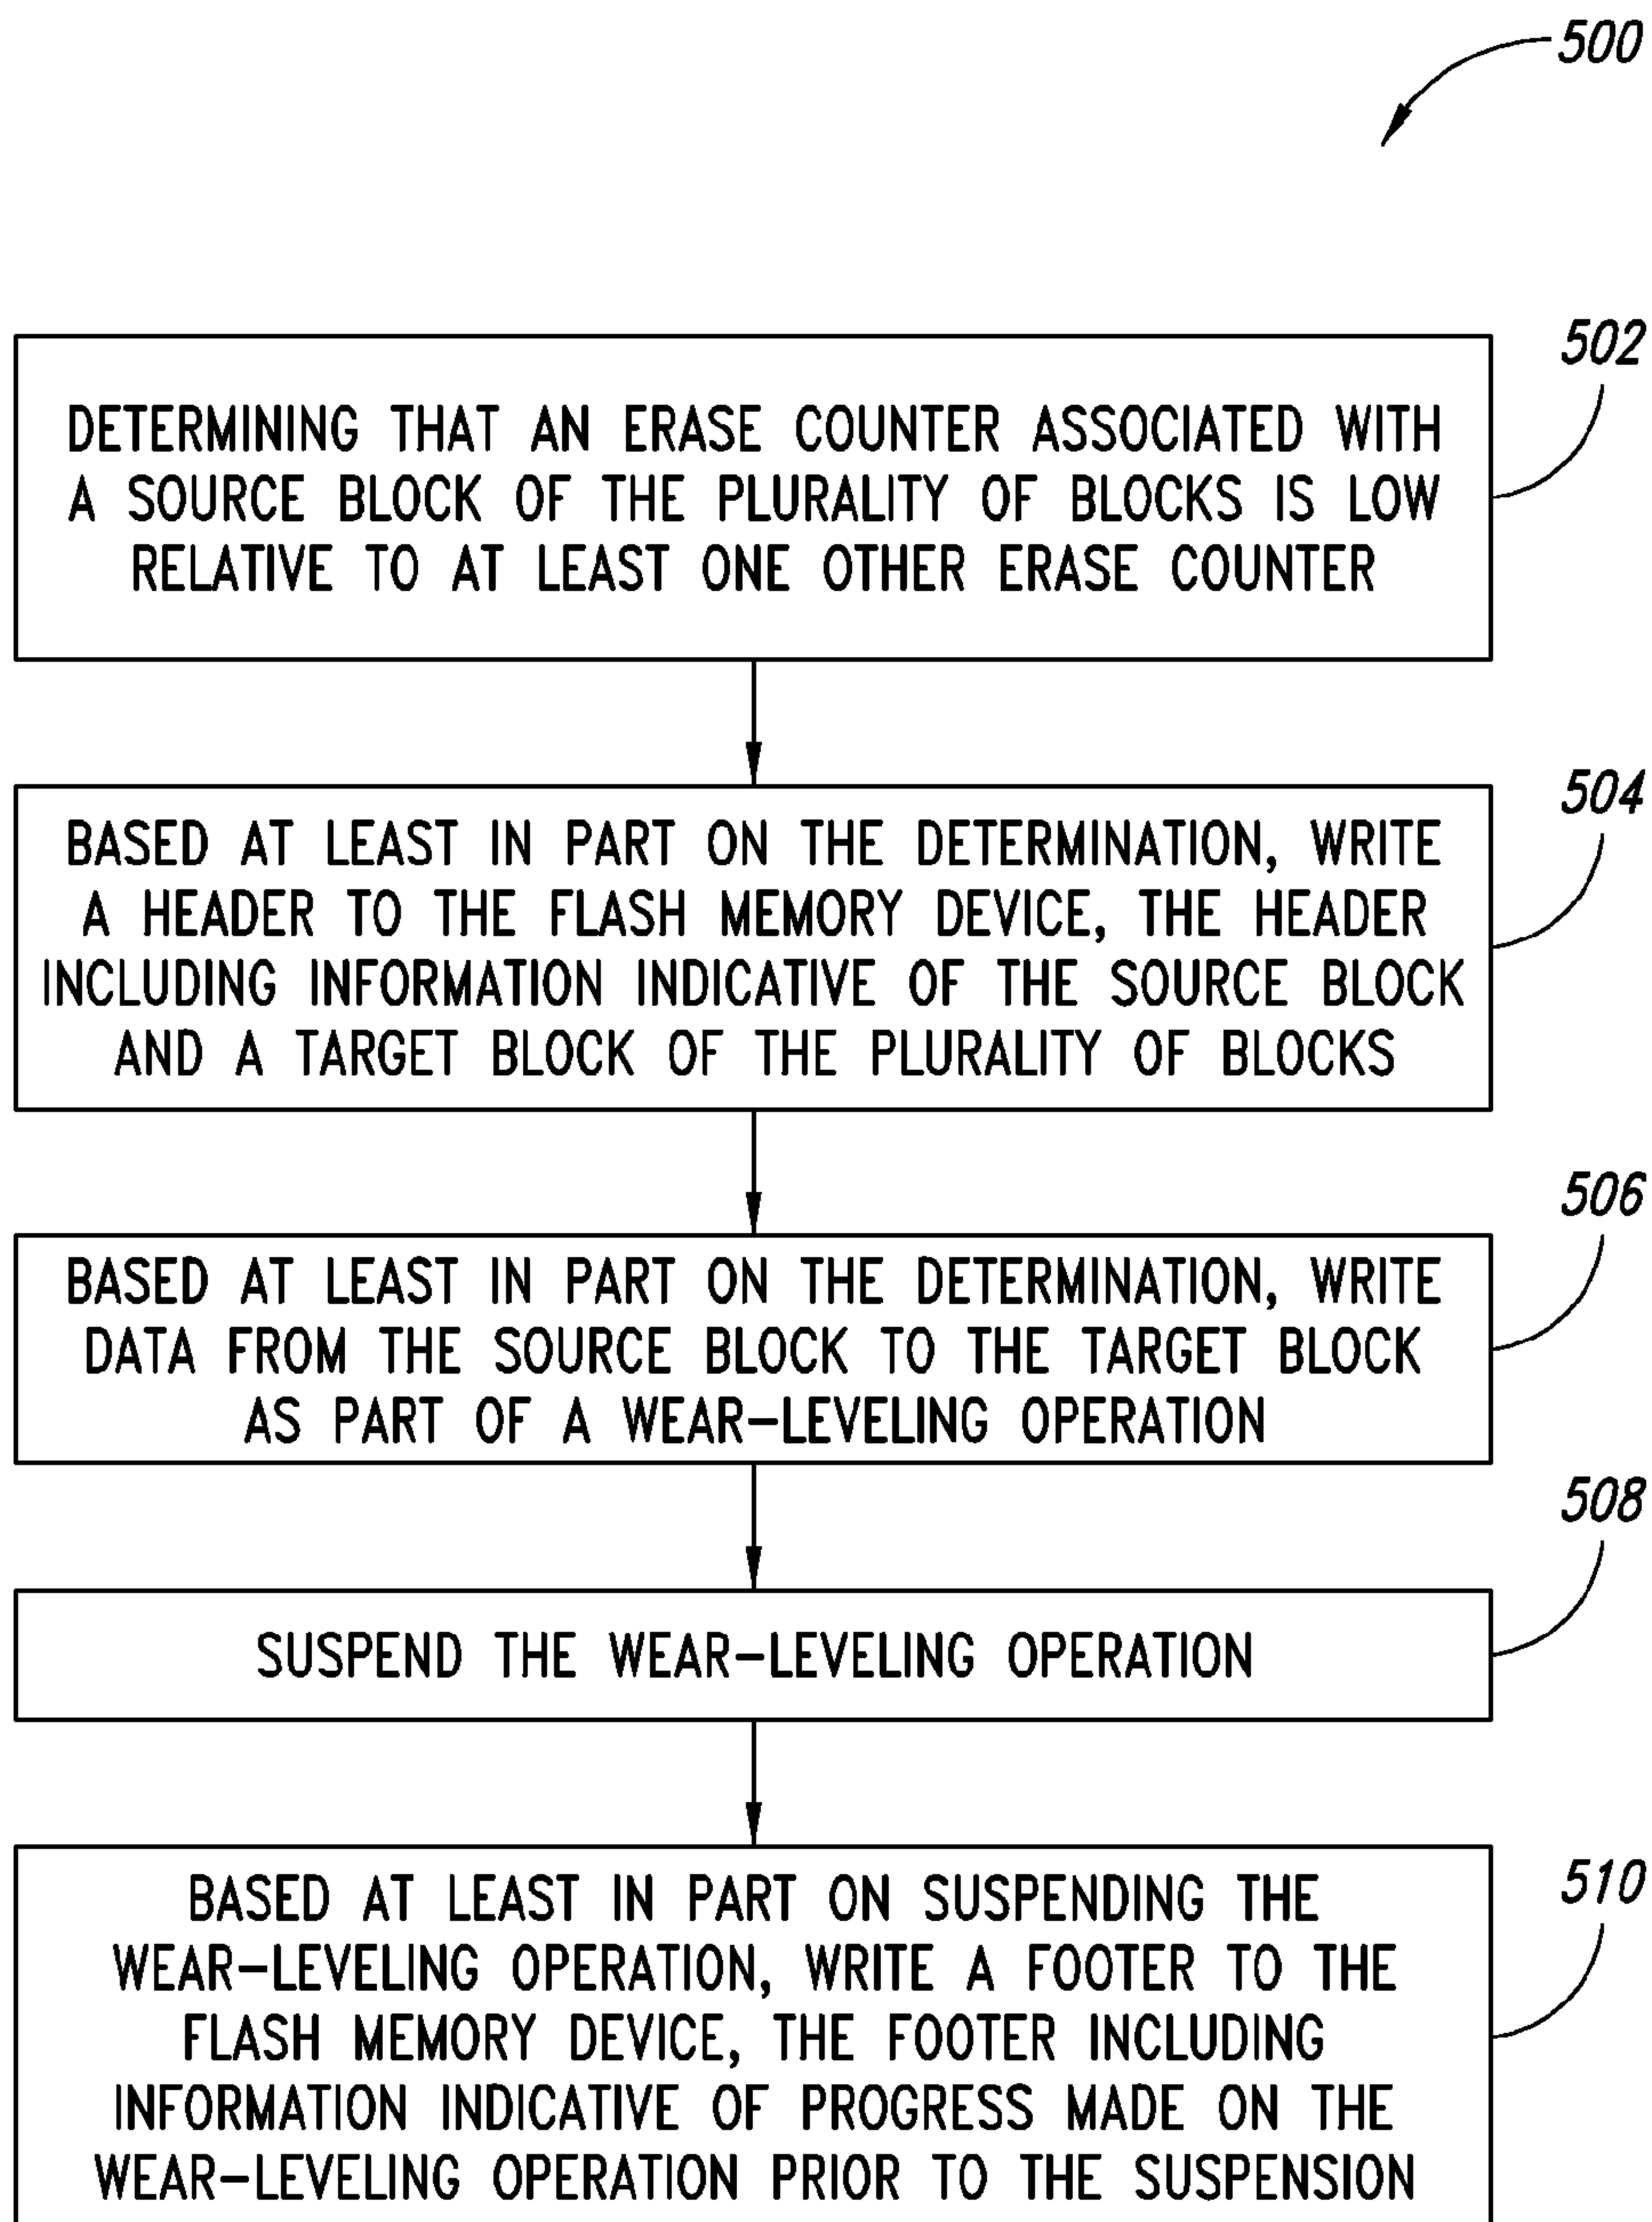 500
502
DETERMINING THAT AN ERASE COUNTER ASSOCIATED WITH
A SOURCE BLOCK OF THE PLURALITY OF BLOCKS IS LOW
RELATIVE TO AT LEAST ONE OTHER ERASE COUNTER
504
BASED AT LEAST IN PART ON THE DETERMINATION, WRITE
A HEADER TO THE FLASH MEMORY DEVICE, THE HEADER
INCLUDING INFORMATION INDICATIVE OF THE SOURCE BLOCK
AND A TARGET BLOCK OF THE PLURALITY OF BLOCKS
506
BASED AT LEAST IN PART ON THE DETERMINATION, WRITE
DATA FROM THE SOURCE BLOCK TO THE TARGET BLOCK
AS PART OF A WEAR-LEVELING OPERATION
508
SUSPEND THE WEAR-LEVELING OPERATION
510
BASED AT LEAST IN PART ON SUSPENDING THE
WEAR-LEVELING OPERATION, WRITE A FOOTER TO THE
FLASH MEMORY DEVICE, THE FOOTER INCLUDING
INFORMATION INDICATIVE OF PROGRESS MADE ON THE
WEAR-LEVELING OPERATION PRIOR TO THE SUSPENSION